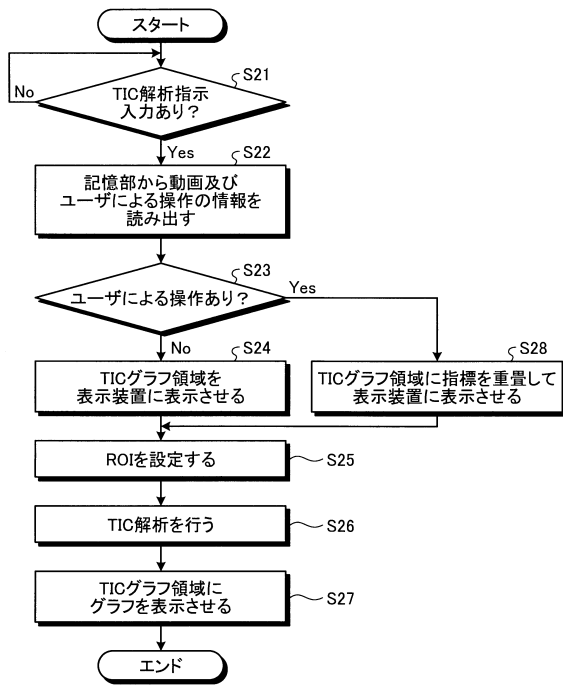 スタート
S21
TIC解析指示
入力あり？
No
Yes
S22
記憶部から動画及び
ユーザによる操作の情報を
読み出す
S23
ユーザによる操作あり？
Yes
No
S24
TICグラフ領域を
表示装置に表示させる
S28
TICグラフ領域に指標を重畳して
表示装置に表示させる
ROIを設定する
S25
TIC解析を行う
S26
TICグラフ領域に
グラフを表示させる
S27
エンド